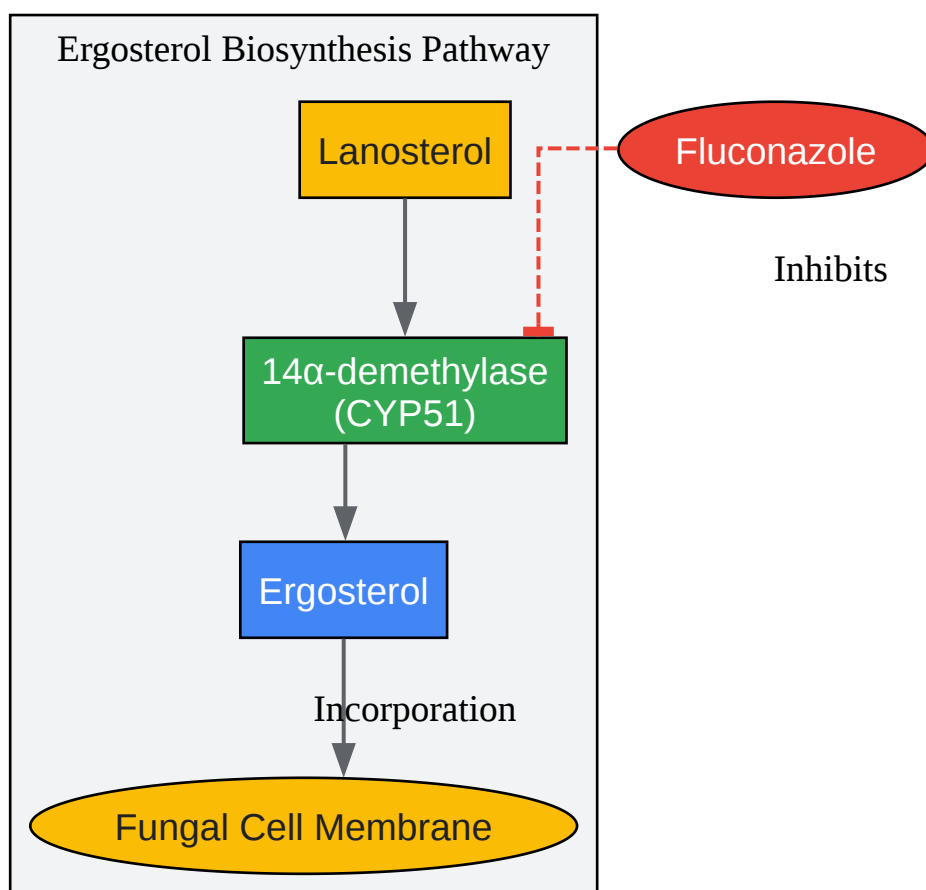 Ergosterol Biosynthesis Pathway
Lanosterol
Fluconazole
Inhibits
14α-demethylase
(CYP51)
Ergosterol
Incorporation
Fungal Cell Membrane